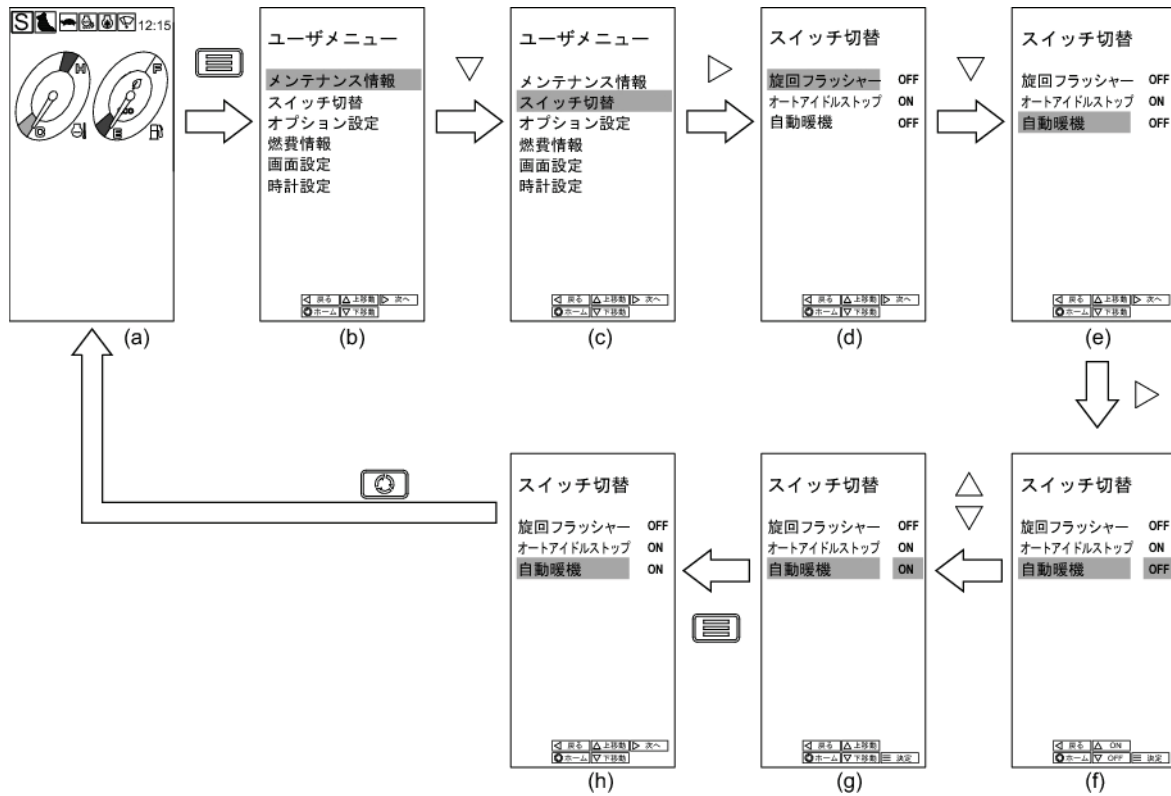 S 12:15
H
C
F
E
(a)
ユーザメニュー
メンテナンス情報
スイッチ切替
オプション設定
燃費情報
画面設定
時計設定
戻る 上移動 次へ
ホーム 下移動
(b)
ユーザメニュー
メンテナンス情報
スイッチ切替
オプション設定
燃費情報
画面設定
時計設定
戻る 上移動 次へ
ホーム 下移動
(c)
スイッチ切替
旋回フラッシャー OFF
オートアイドルストップ ON
自動暖機 OFF
戻る 上移動 次へ
ホーム 下移動
(d)
スイッチ切替
旋回フラッシャー OFF
オートアイドルストップ ON
自動暖機 OFF
戻る 上移動 次へ
ホーム 下移動
(e)
スイッチ切替
旋回フラッシャー OFF
オートアイドルストップ ON
自動暖機 OFF
戻る ON
ホーム OFF 決定
(f)
スイッチ切替
旋回フラッシャー OFF
オートアイドルストップ ON
自動暖機 ON
戻る 上移動
ホーム 下移動 決定
(g)
スイッチ切替
旋回フラッシャー OFF
オートアイドルストップ ON
自動暖機 ON
戻る 上移動 次へ
ホーム 下移動
(h)